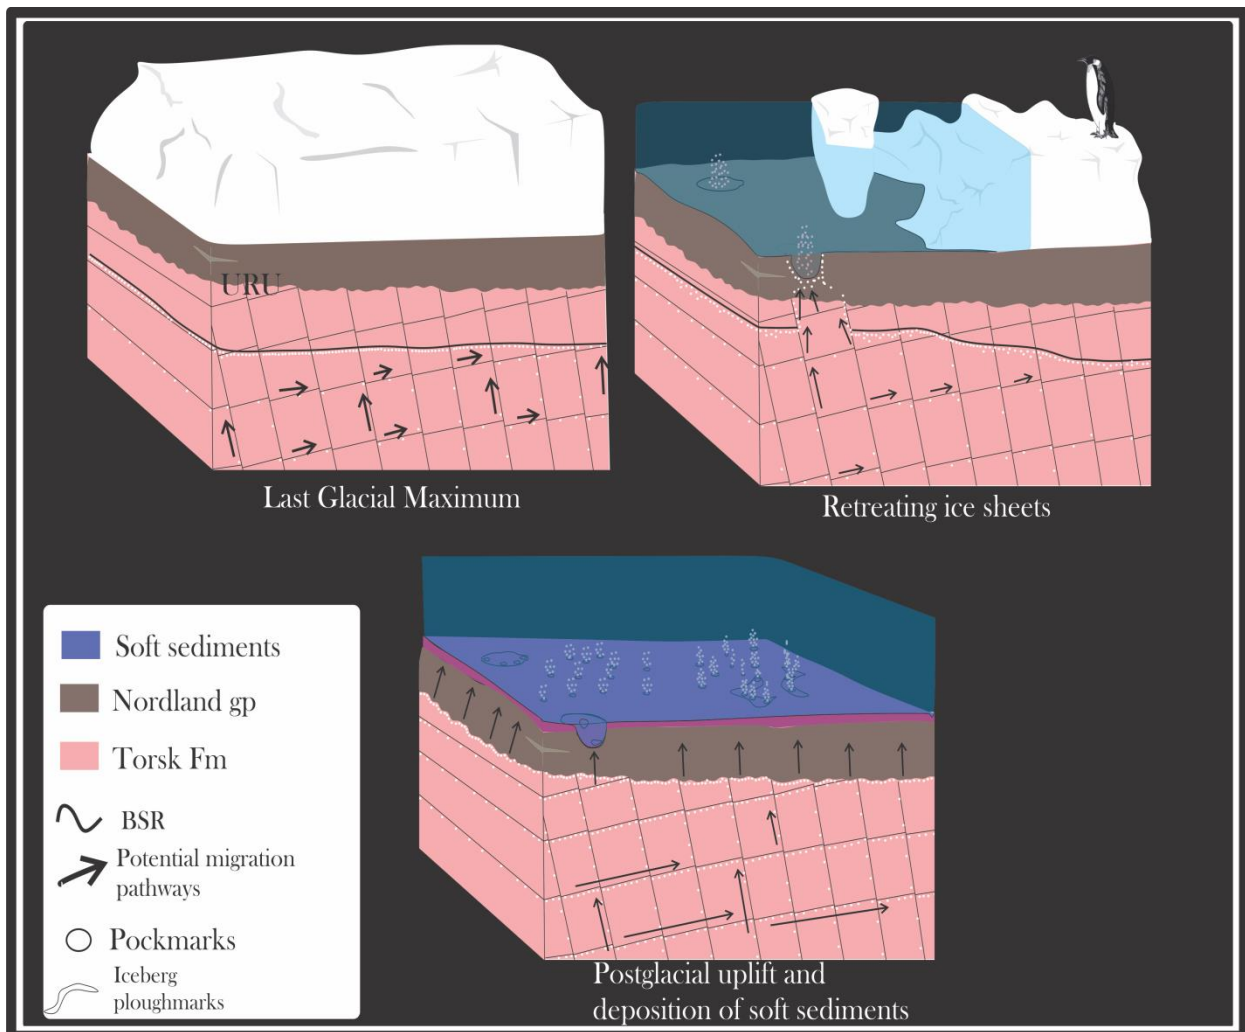 URU
Last Glacial Maximum
Retreating ice sheets
Soft sediments
Nordland gp
Torsk Fm
BSR
Potential migration
pathways
Pockmarks
Iceberg
ploughmarks
Postglacial uplift and
deposition of soft sediments